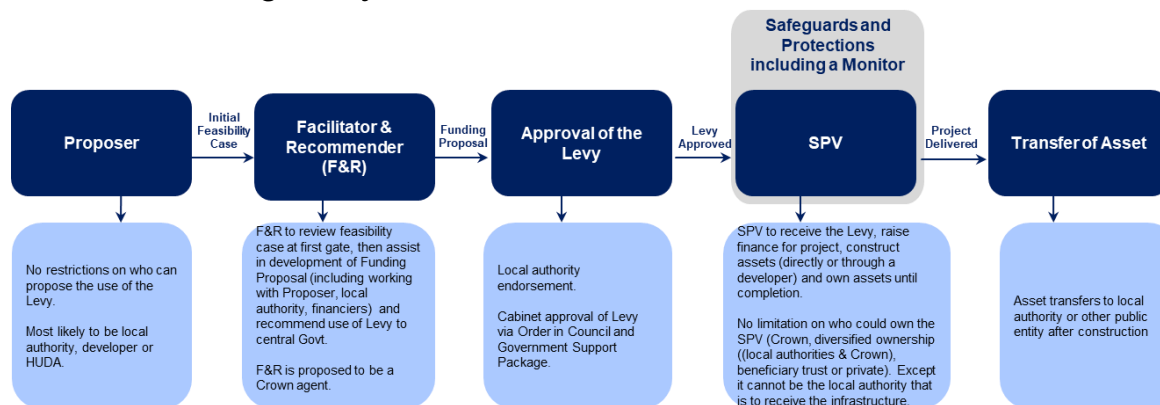 Safeguards and
Protections
including a Monitor
Proposer
Initial
Feasibility
Case
Facilitator &
Recommender
(F&R)
Funding
Proposal
Approval of the
Levy
Levy
Approved
SPV
Project
Delivered
Transfer of Asset
No restrictions on who can
propose the use of the
Levy.
Most likely to be local
authority, developer or
HUDA.
F&R to review feasibility
case at first gate, then assist
in development of Funding
Proposal (including working
with Proposer, local
authority, financiers) and
recommend use of Levy to
central Govt.
F&R is proposed to be a
Crown agent.
Local authority
endorsement.
Cabinet approval of Levy
via Order in Council and
Government Support
Package.
SPV to receive the Levy, raise
finance for project, construct
assets (directly or through a
developer) and own assets until
completion.
No limitation on who could own the
SPV (Crown, diversified ownership
((local authorities & Crown),
beneficiary trust or private). Except
it cannot be the local authority that
is to receive the infrastructure.
Asset transfers to local
authority or other public
entity after construction